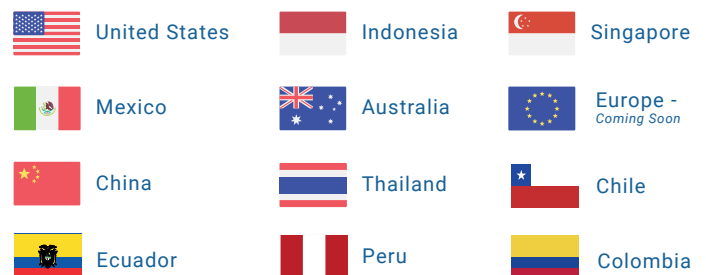 United States
Indonesia
Singapore
Mexico
Australia
Europe -
Coming Soon
China
Thailand
Chile
Ecuador
Peru
Colombia